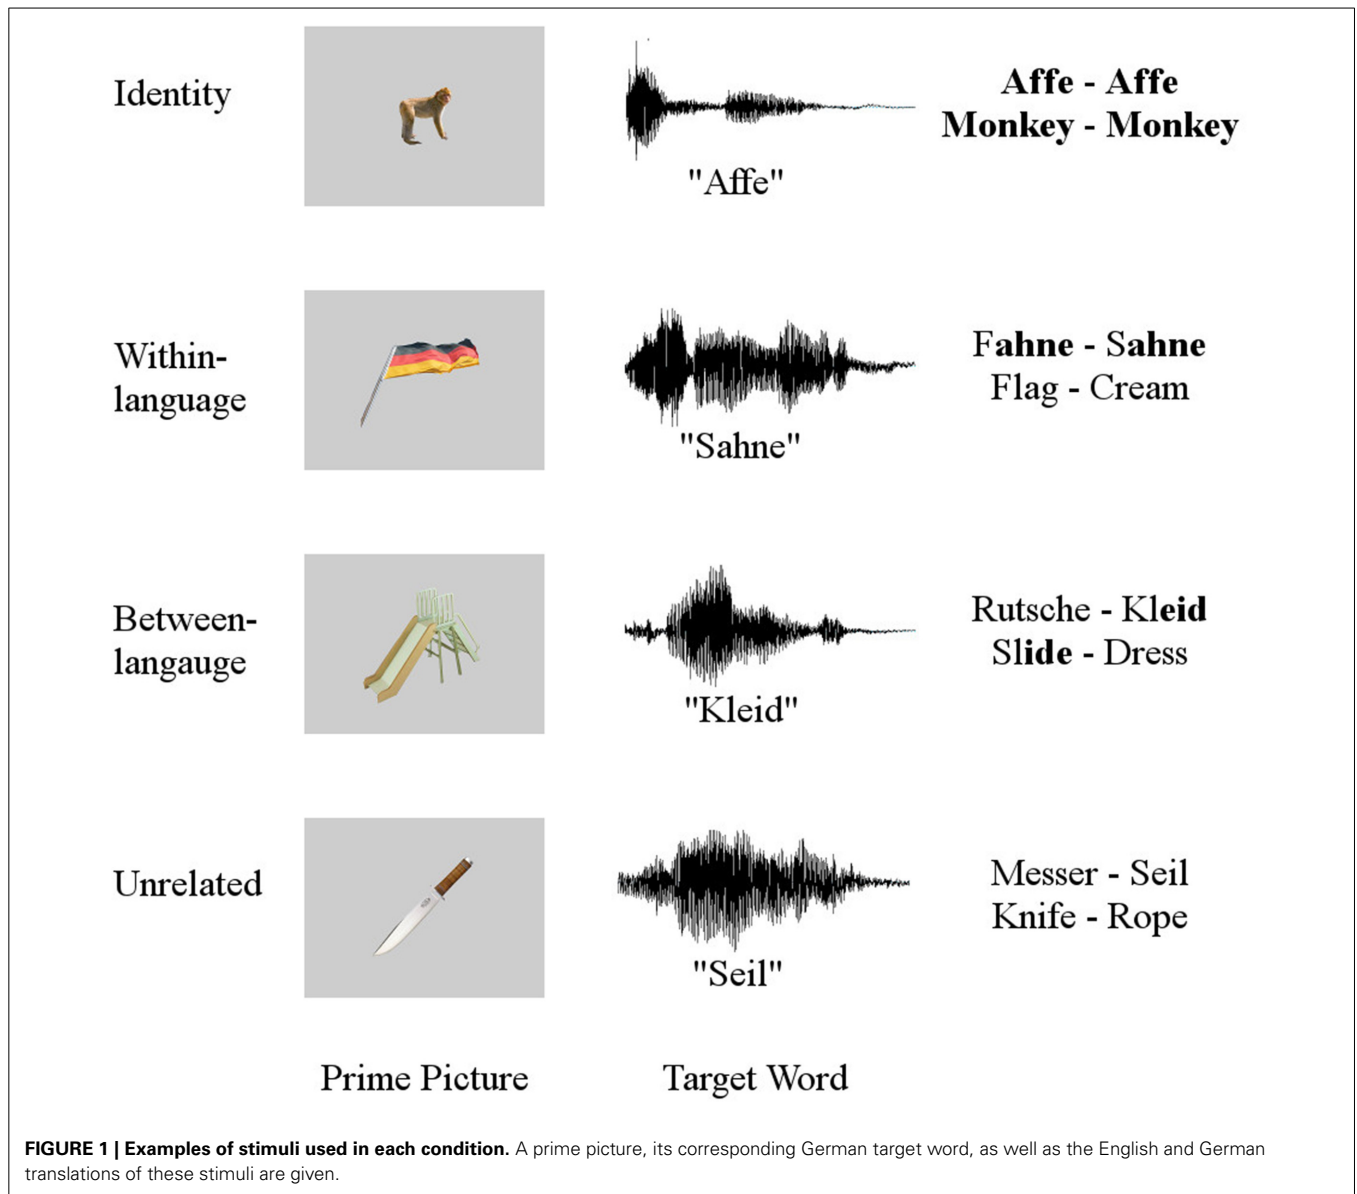 Identity
"Affe"
Affe - Affe
Monkey - Monkey
Within-
language
"Sahne"
Fahne - Sahne
Flag - Cream
Between-
langauge
"Kleid"
Rutsche - Kleid
Slide - Dress
Unrelated
"Seil"
Messer - Seil
Knife - Rope
Prime Picture
Target Word
FIGURE 1 | Examples of stimuli used in each condition. A prime picture, its corresponding German target word, as well as the English and German
translations of these stimuli are given.